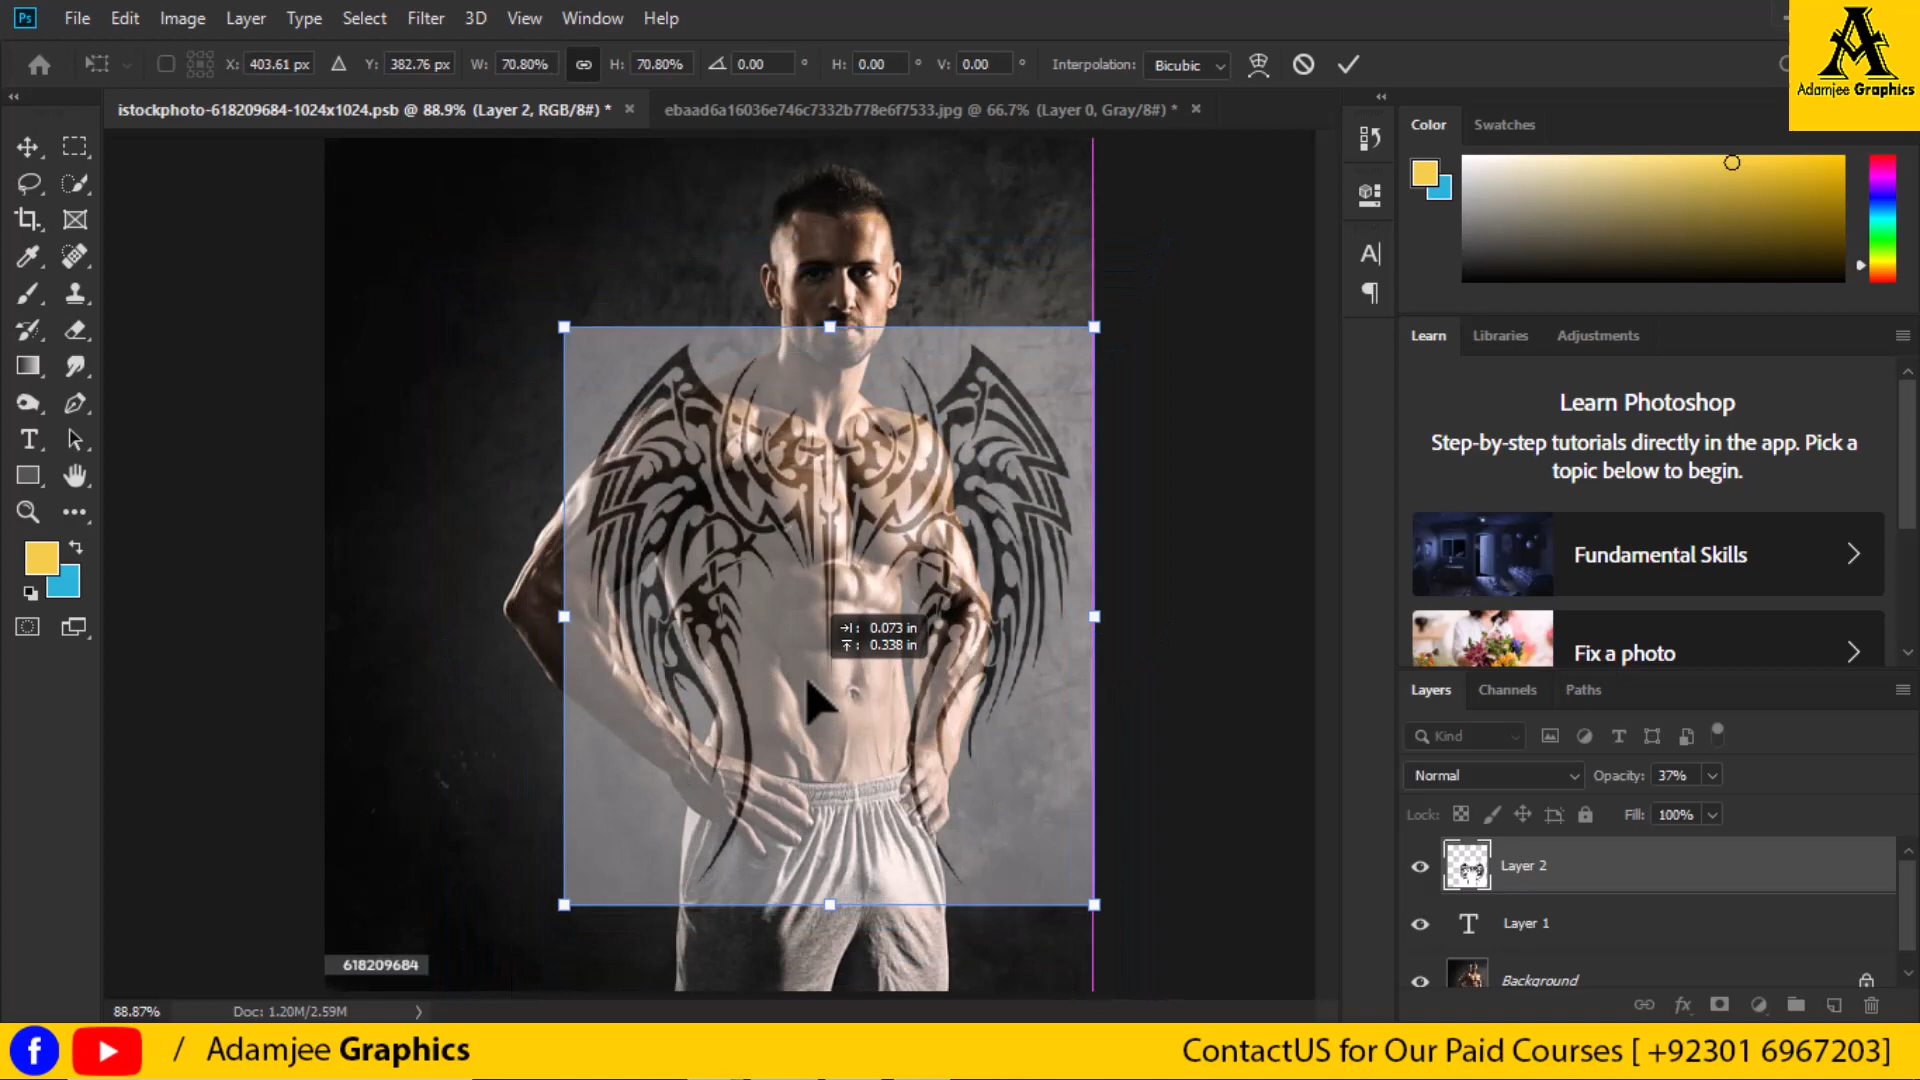 Ps File Edit Image Layer Type Select Filter 3D View Window Help
X: 403.61 px Y: 382.76 px W: 70.80% H: 70.80% 0.00 ° H: 0.00 ° V: 0.00 ° Interpolation: Bicubic
Adamjee Graphics
istockphoto-618209684-1024x1024.psb @ 88.9% (Layer 2, RGB/8#) * × ebaad6a16036e746c7332b778e6f7533.jpg @ 66.7% (Layer 0, Gray/8#) * ×
Color Swatches
Learn Libraries Adjustments
Learn Photoshop
Step-by-step tutorials directly in the app. Pick a
topic below to begin.
Fundamental Skills
Fix a photo
0.073 in
0.338 in
Layers Channels Paths
Kind
Normal Opacity: 37%
Lock: Fill: 100%
Layer 2
T Layer 1
Background
618209684
88.87% Doc: 1.20M/2.59M
/ Adamjee Graphics
ContactUS for Our Paid Courses [ +92301 6967203]